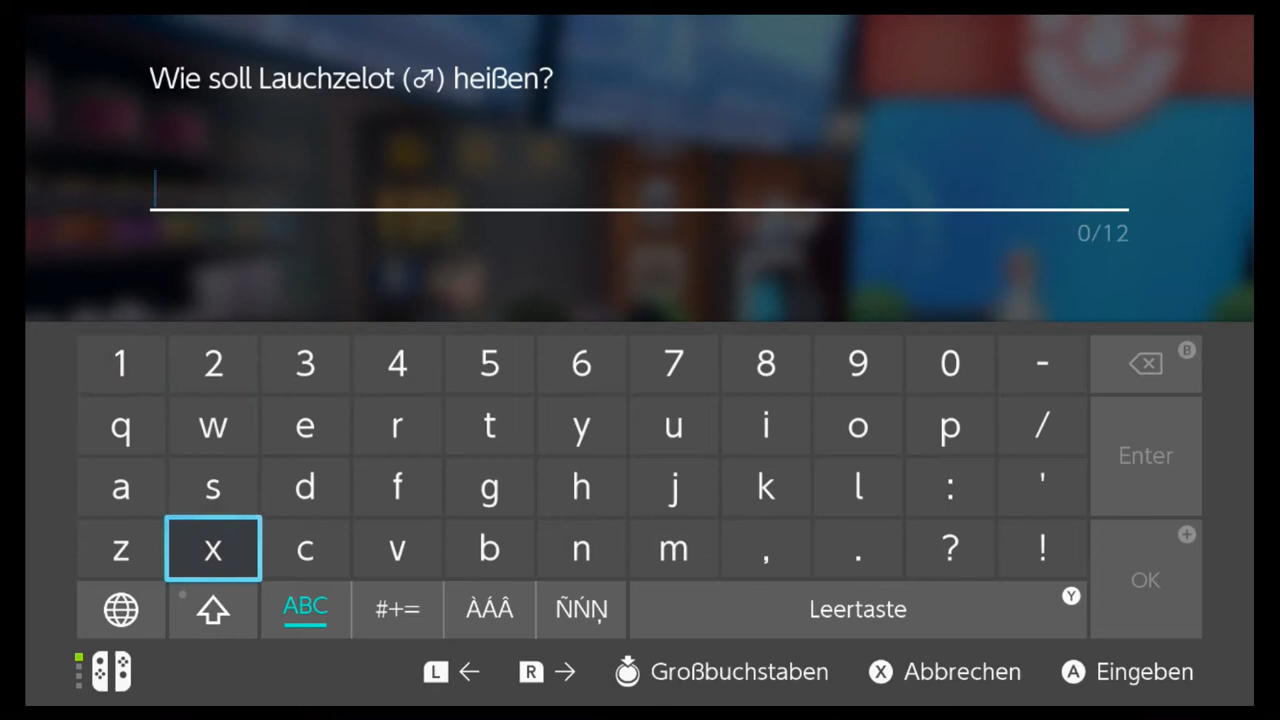 Wie soll Lauchzelot (♂) heißen?
0/12
1 2 3 4 5 6 7 8 9 0 - B
q w e r t y u i o p / Enter
a s d f g h j k l : '
z x c v b n m , . ? ! + OK
ABC #+= ÀÁÂ ÑŃŅ Leertaste Y
L ← R → Großbuchstaben X Abbrechen A Eingeben